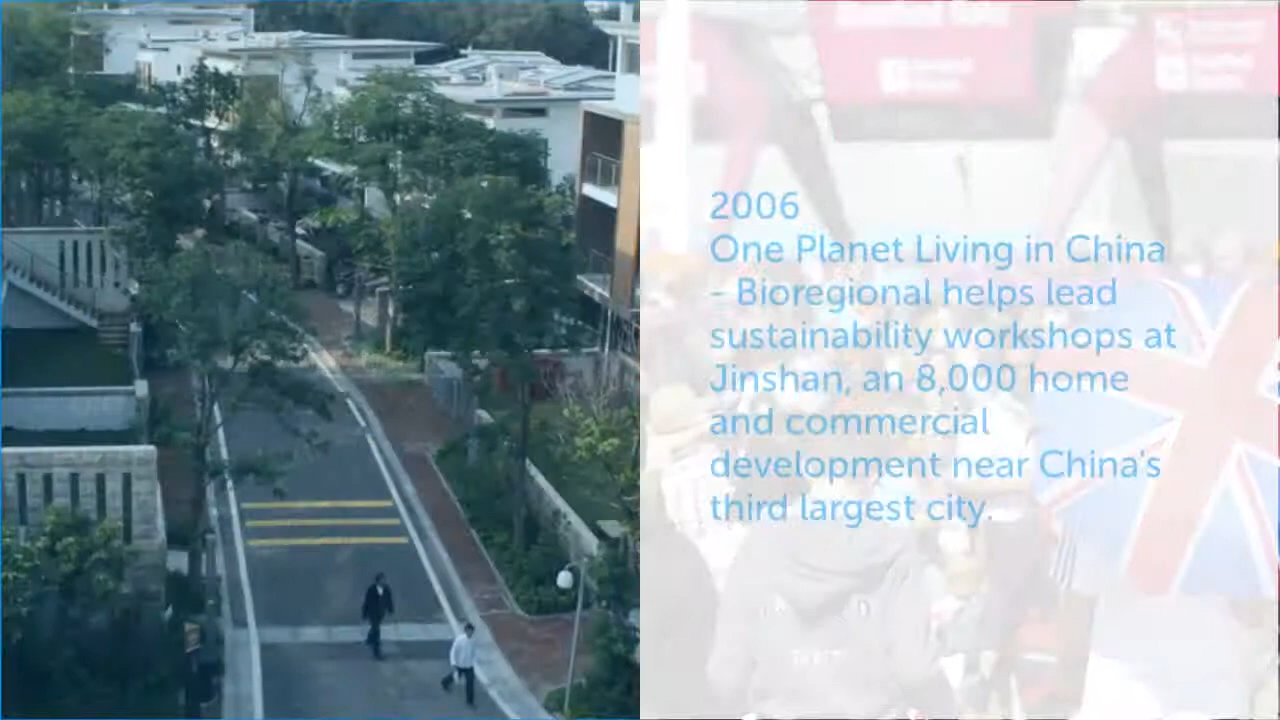 2006
One Planet Living in China
- Bioregional helps lead
sustainability workshops at
Jinshan, an 8,000 home
and commercial
development near China's
third largest city.